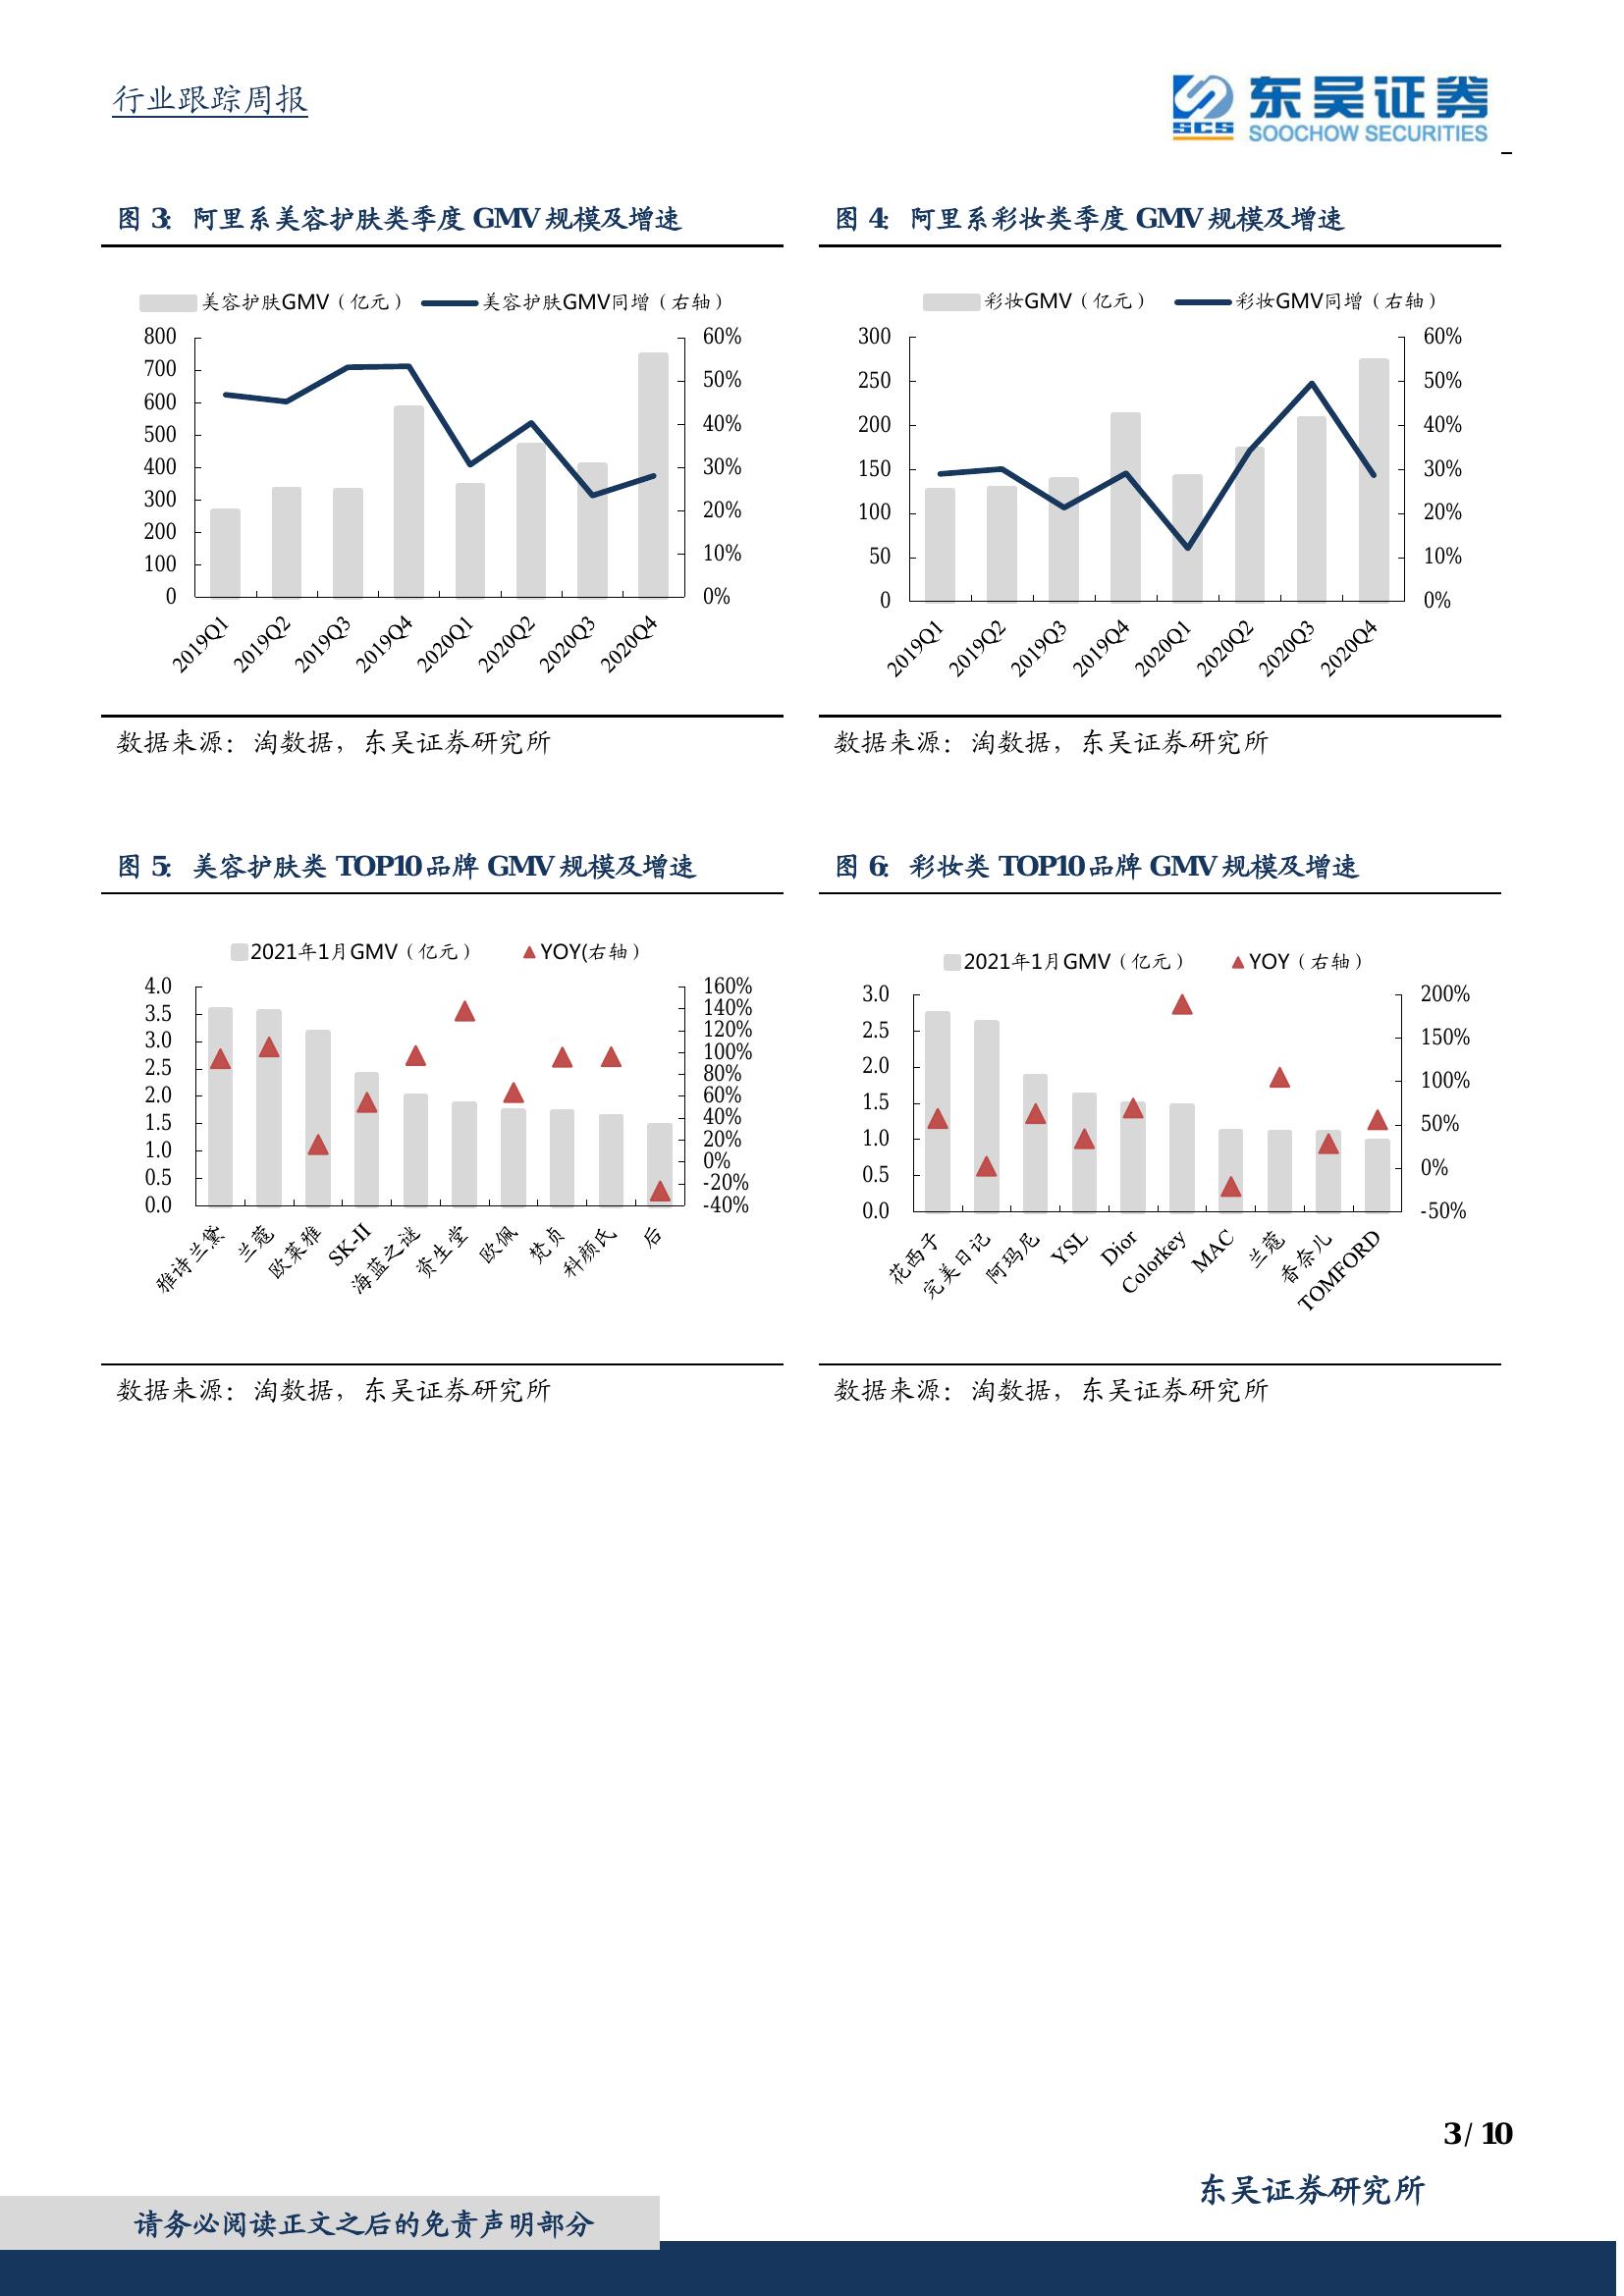 行业跟踪周报
SCS
东吴证券
SOOCHOW SECURITIES
图 3: 阿里系美容护肤类季度 GMV 规模及增速
美容护肤GMV（亿元） 美容护肤GMV同增（右轴）
800
700
600
500
400
300
200
100
0
60%
50%
40%
30%
20%
10%
0%
2019Q1 2019Q2 2019Q3 2019Q4 2020Q1 2020Q2 2020Q3 2020Q4
数据来源：淘数据，东吴证券研究所
图 4: 阿里系彩妆类季度 GMV 规模及增速
彩妆GMV（亿元） 彩妆GMV同增（右轴）
300
250
200
150
100
50
0
60%
50%
40%
30%
20%
10%
0%
2019Q1 2019Q2 2019Q3 2019Q4 2020Q1 2020Q2 2020Q3 2020Q4
数据来源：淘数据，东吴证券研究所
图 5: 美容护肤类 TOP10 品牌 GMV 规模及增速
2021年1月GMV（亿元） YOY(右轴）
4.0
3.5
3.0
2.5
2.0
1.5
1.0
0.5
0.0
160%
140%
120%
100%
80%
60%
40%
20%
0%
-20%
-40%
雅诗兰黛 兰蔻 欧莱雅 SK-II 海蓝之谜 资生堂 欧佩 梵贞 科颜氏 后
数据来源：淘数据，东吴证券研究所
图 6: 彩妆类 TOP10 品牌 GMV 规模及增速
2021年1月GMV（亿元） YOY（右轴）
3.0
2.5
2.0
1.5
1.0
0.5
0.0
200%
150%
100%
50%
0%
-50%
花西子 完美日记 阿玛尼 YSL Dior Colorkey MAC 兰蔻 香奈儿 TOMFORD
数据来源：淘数据，东吴证券研究所
3 / 10
东吴证券研究所
请务必阅读正文之后的免责声明部分